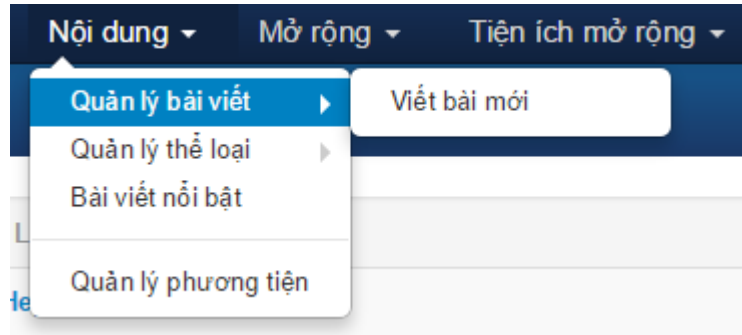 Nội dung Mở rộng Tiện ích mở rộng
Quản lý bài viết Viết bài mới
Quản lý thể loại
Bài viết nổi bật
L
Quản lý phương tiện
He